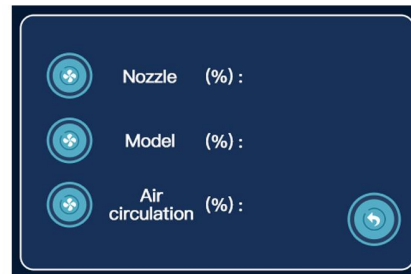 Nozzle (%) :
Model (%) :
Air
circulation (%) :